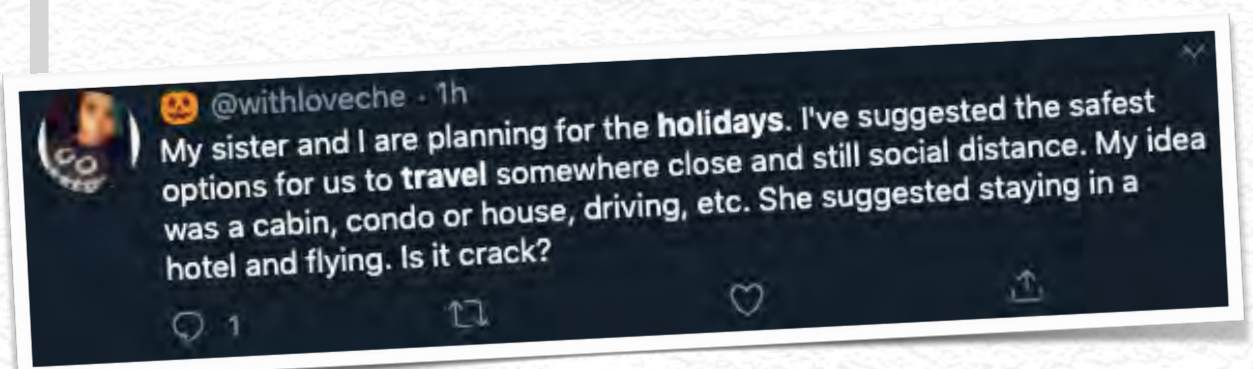 🎃 @withloveche · 1h
My sister and I are planning for the holidays. I've suggested the safest
options for us to travel somewhere close and still social distance. My idea
was a cabin, condo or house, driving, etc. She suggested staying in a
hotel and flying. Is it crack?
1